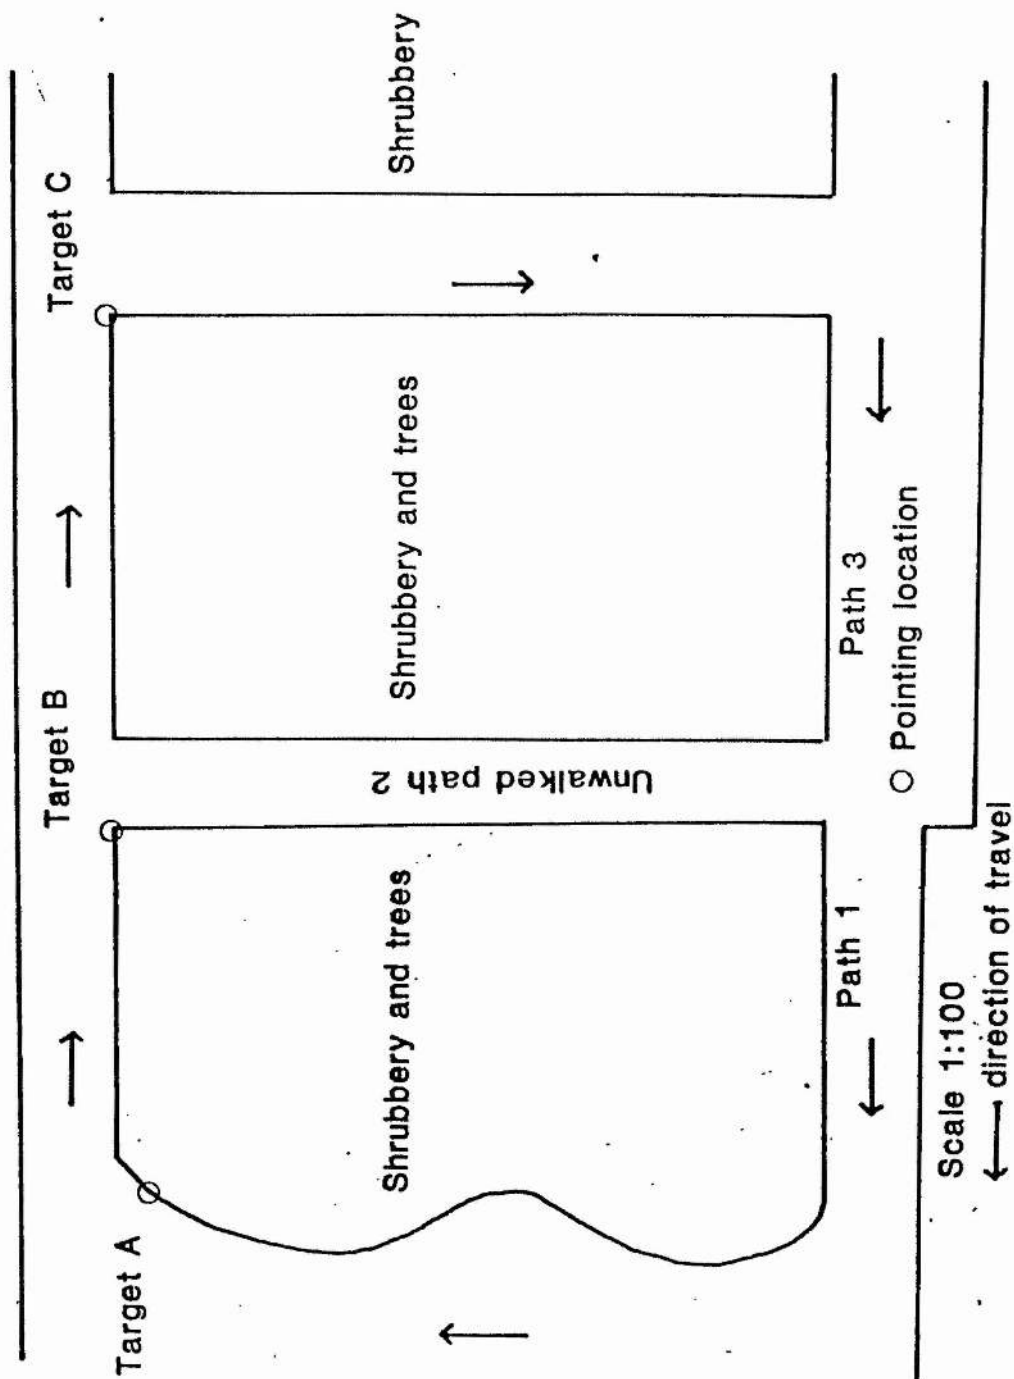 Target A
Target B
Target C
Shrubbery and trees
Shrubbery and trees
Shrubbery
Unwalked path 2
Path 1
Path 3
○ Pointing location
Scale 1:100
← direction of travel